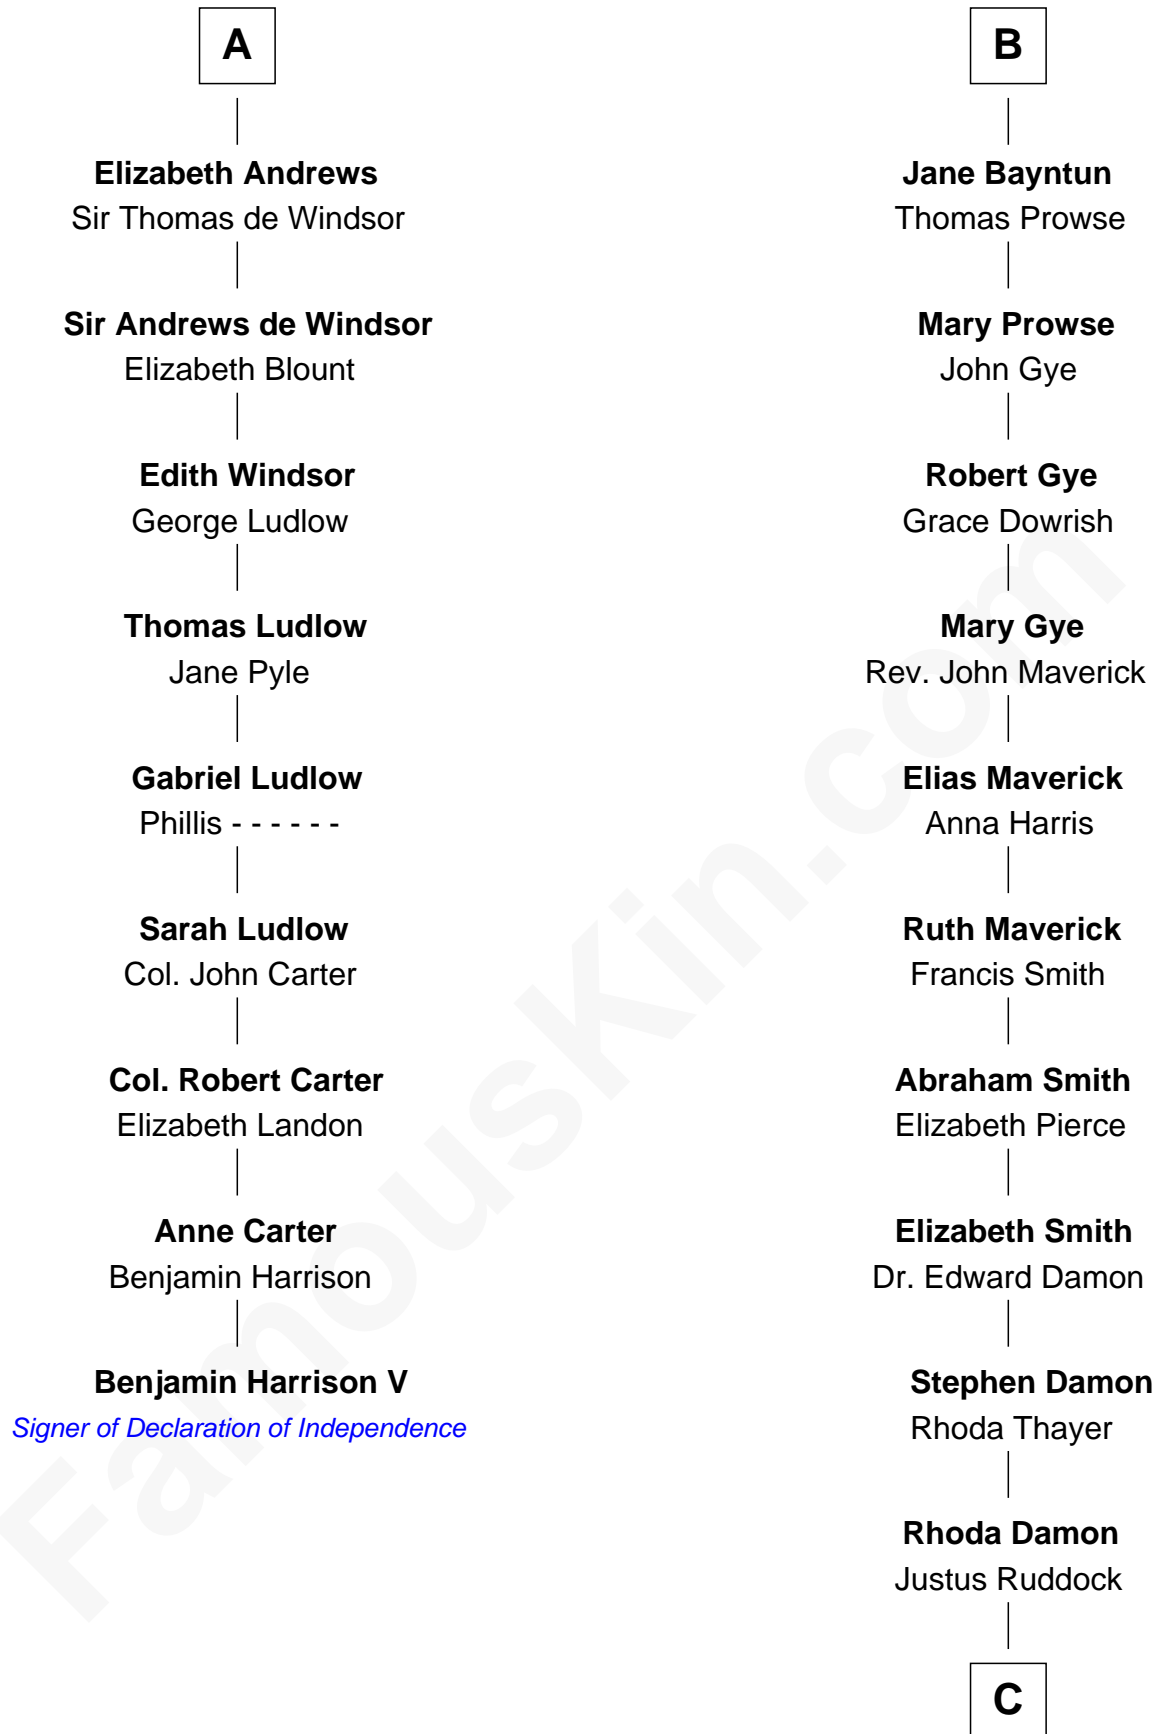 A
Elizabeth Andrews
Sir Thomas de Windsor
Sir Andrews de Windsor
Elizabeth Blount
Edith Windsor
George Ludlow
Thomas Ludlow
Jane Pyle
Gabriel Ludlow
Phillis - - - - - -
Sarah Ludlow
Col. John Carter
Col. Robert Carter
Elizabeth Landon
Anne Carter
Benjamin Harrison
Benjamin Harrison V
Signer of Declaration of Independence
B
Jane Bayntun
Thomas Prowse
Mary Prowse
John Gye
Robert Gye
Grace Dowrish
Mary Gye
Rev. John Maverick
Elias Maverick
Anna Harris
Ruth Maverick
Francis Smith
Abraham Smith
Elizabeth Pierce
Elizabeth Smith
Dr. Edward Damon
Stephen Damon
Rhoda Thayer
Rhoda Damon
Justus Ruddock
C
FamousKin.com